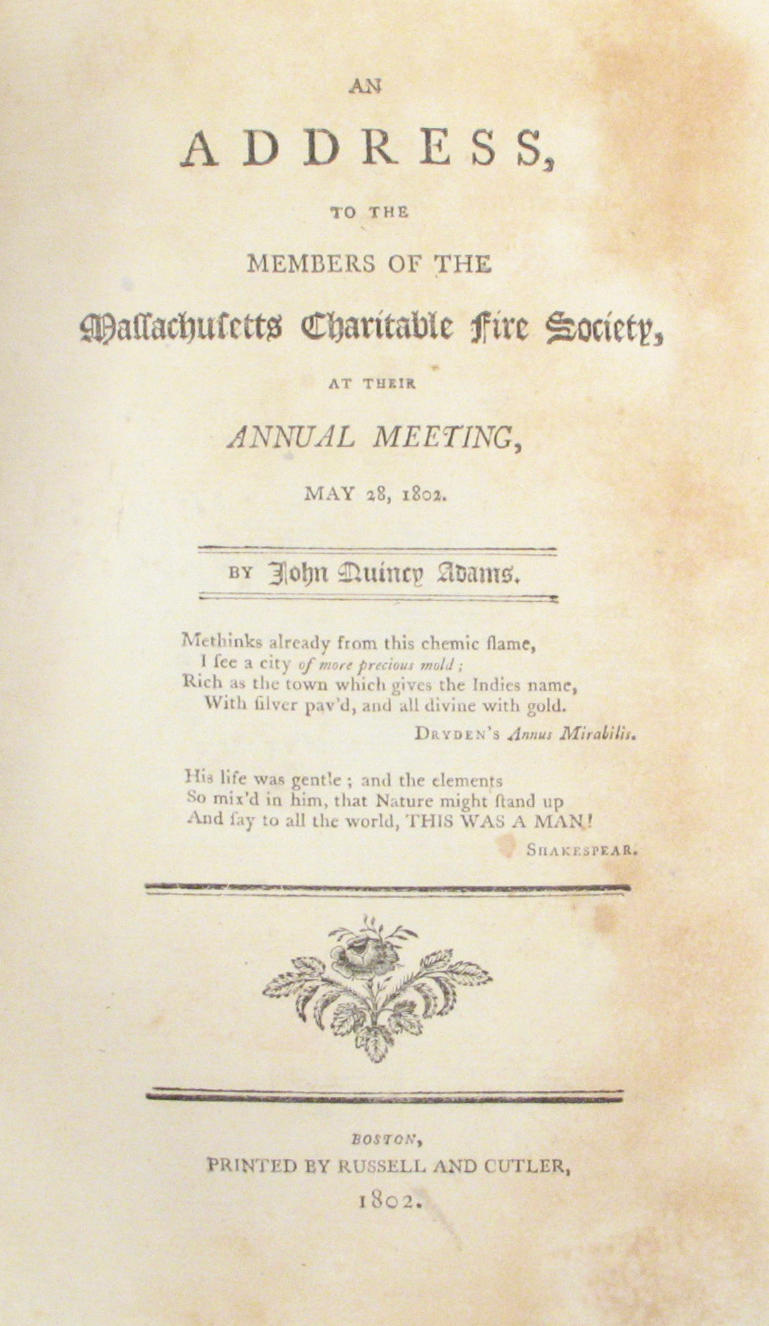 AN
ADDRESS,
TO THE
MEMBERS OF THE
Maſſachuſetts Charitable Fire Society,
AT THEIR
ANNUAL MEETING,
MAY 28, 1802.
BY John Quincy Adams.
Methinks already from this chemic flame,
I ſee a city of more precious mold;
Rich as the town which gives the Indies name,
With ſilver pav'd, and all divine with gold.
DRYDEN'S Annus Mirabilis.
His life was gentle; and the elements
So mix'd in him, that Nature might ſtand up
And ſay to all the world, THIS WAS A MAN!
SHAKESPEAR.
BOSTON,
PRINTED BY RUSSELL AND CUTLER,
1802.